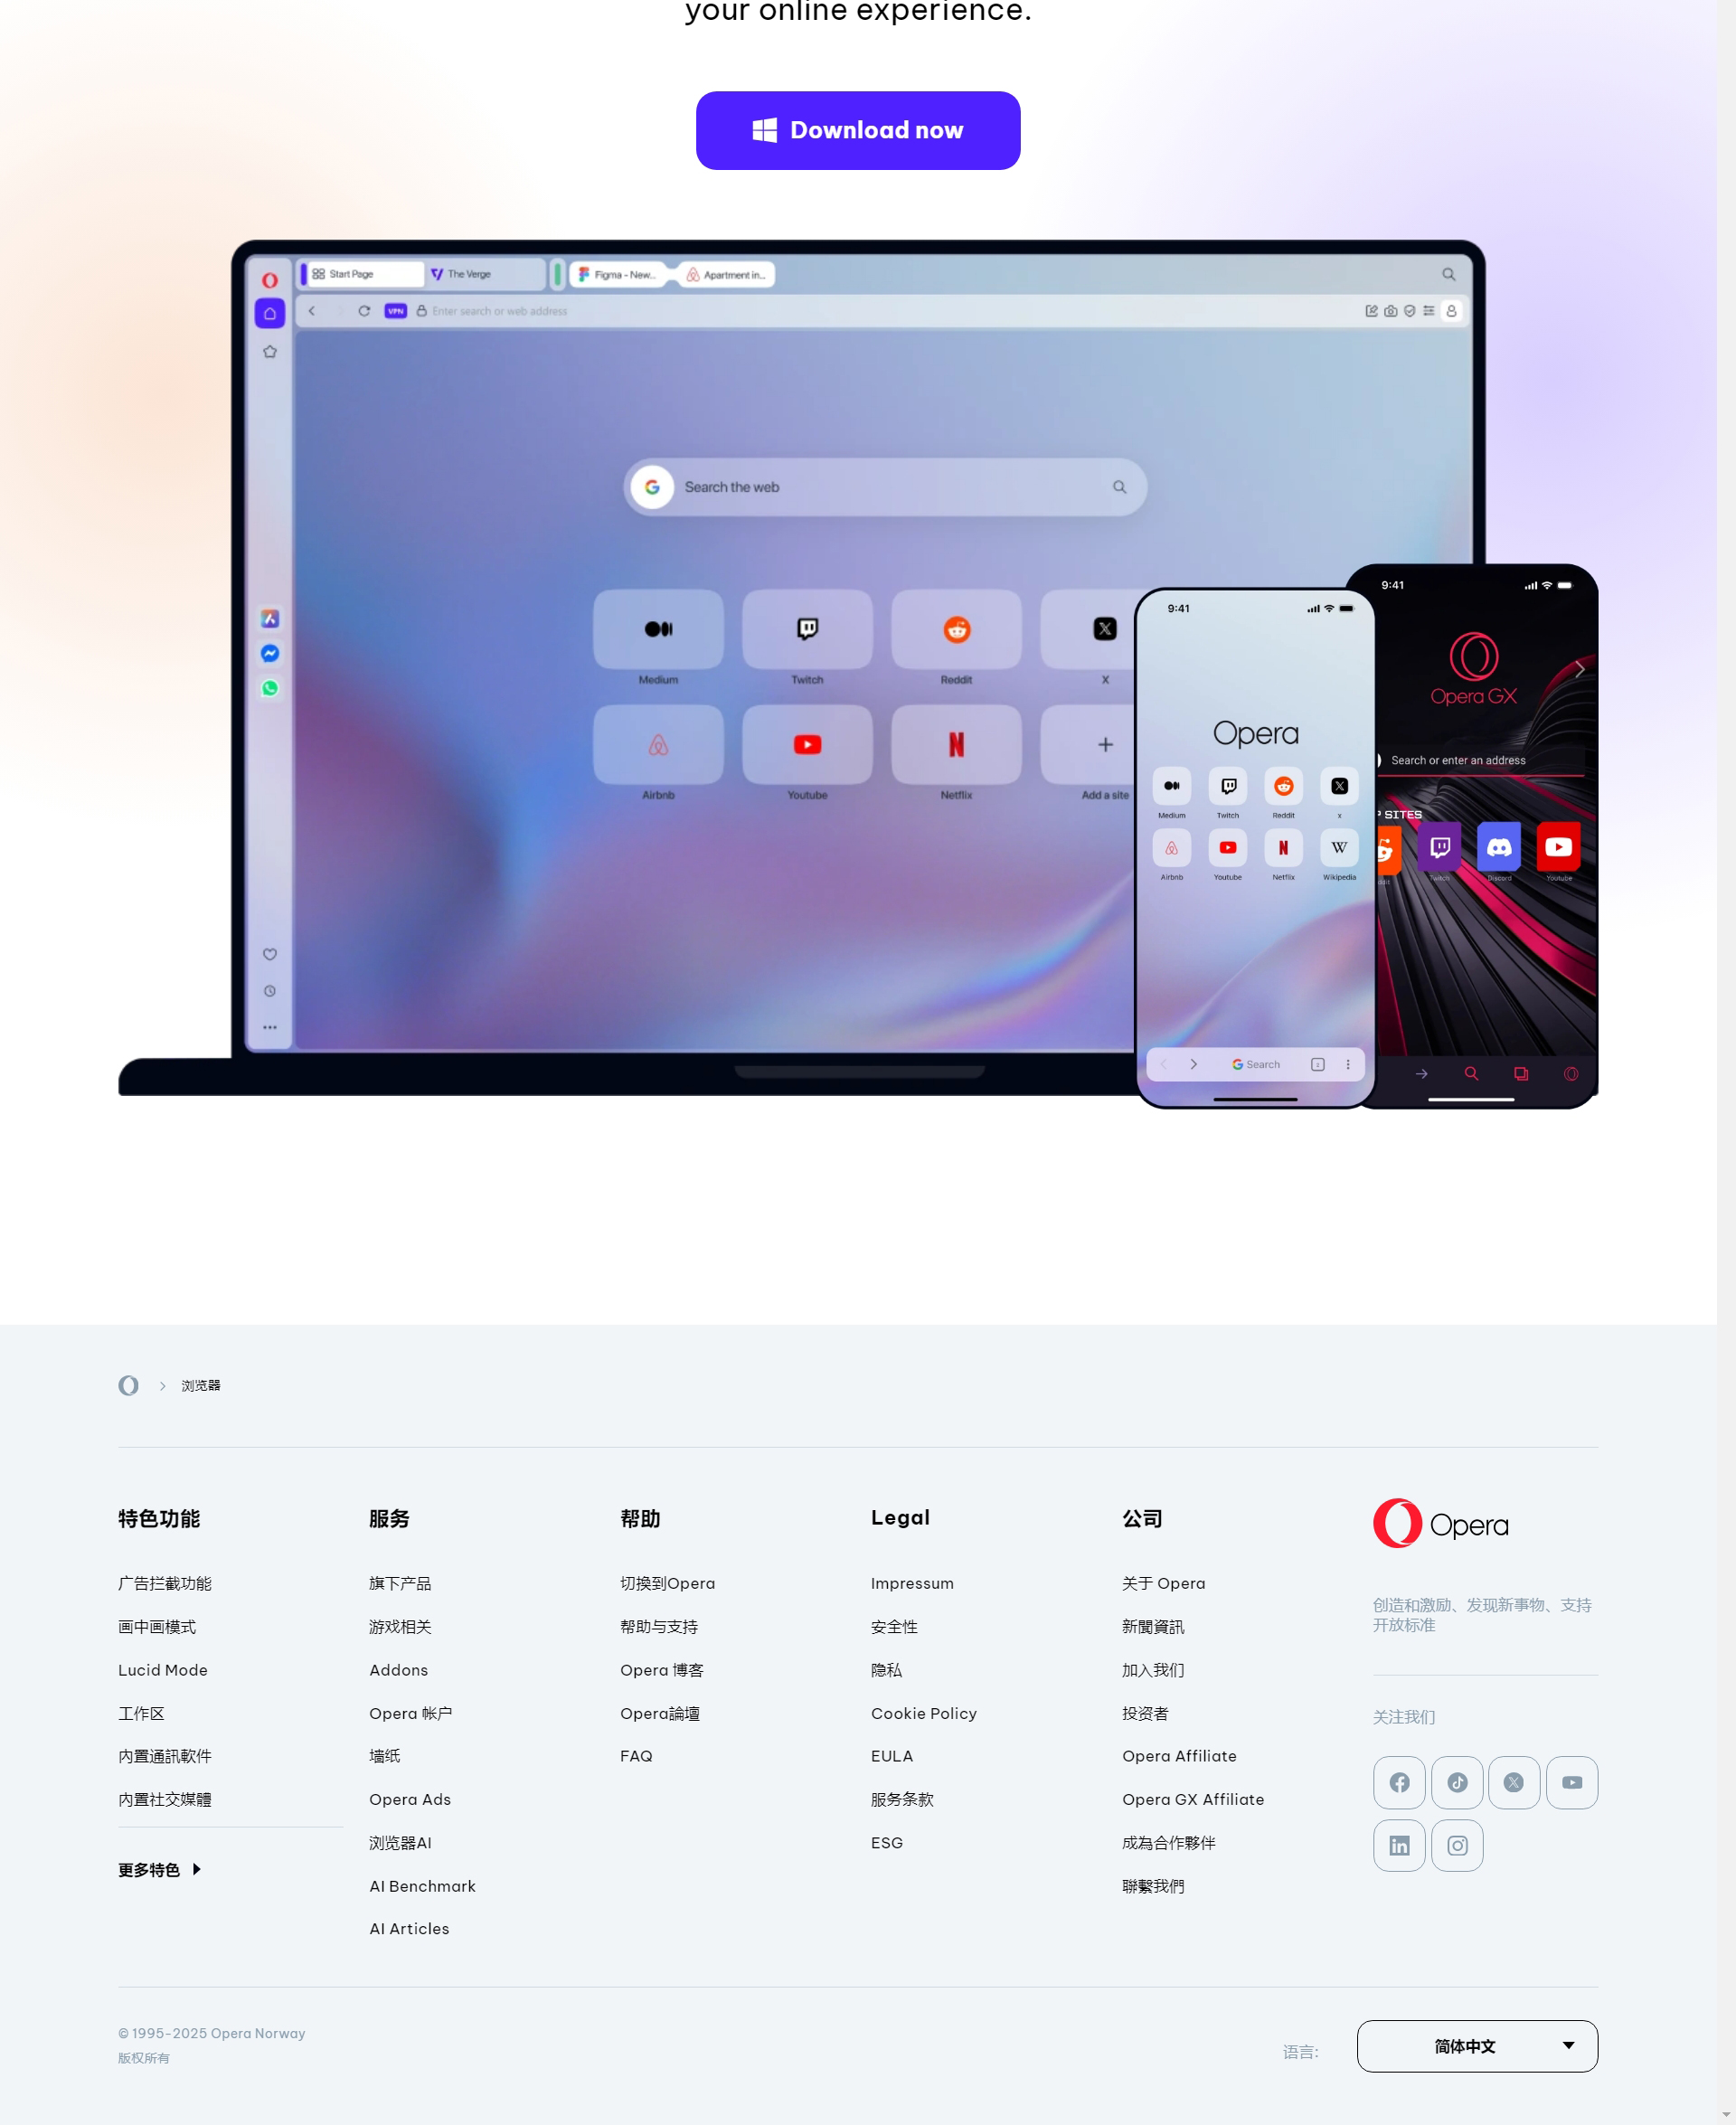 your online experience.
Download now
Start Page
The Verge
Figma - New...
Apartment in...
VPN
Enter search or web address
Search the web
Medium
Twitch
Reddit
X
Airbnb
Youtube
Netflix
Add a site
9:41
Opera
Medium
Twitch
Reddit
x
Airbnb
Youtube
Netflix
Wikipedia
Search
9:41
Opera GX
Search or enter an address
SITES
Twitch
Discord
Youtube
浏览器
特色功能
广告拦截功能
画中画模式
Lucid Mode
工作区
内置通訊軟件
内置社交媒體
更多特色
服务
旗下产品
游戏相关
Addons
Opera 帐户
墙纸
Opera Ads
浏览器AI
AI Benchmark
AI Articles
帮助
切换到Opera
帮助与支持
Opera 博客
Opera論壇
FAQ
Legal
Impressum
安全性
隐私
Cookie Policy
EULA
服务条款
ESG
公司
关于 Opera
新聞資訊
加入我们
投资者
Opera Affiliate
Opera GX Affiliate
成為合作夥伴
聯繫我們
Opera
创造和激励、发现新事物、支持
开放标准
关注我们
© 1995-2025 Opera Norway
版权所有
语言:
简体中文